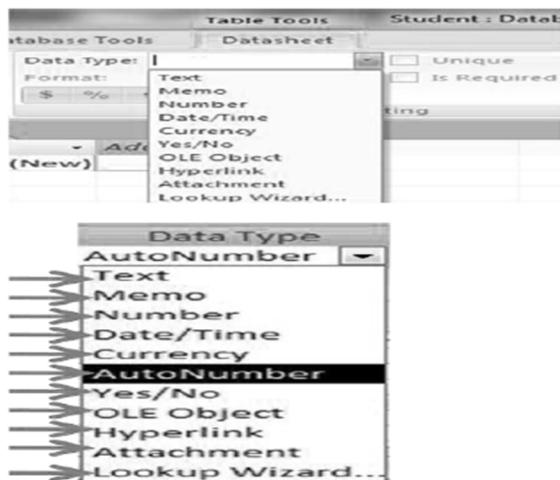 Table Tools Student : Datab
atabase Tools Datasheet
Data Type: Unique
Format: Is Required
$ %
Text
Memo
Number
ting
Date/Time
Currency
Yes/No
Add
(New)
OLE Object
Hyperlink
Attachment
Lookup Wizard...
Data Type
AutoNumber
Text
Memo
Number
Date/Time
Currency
AutoNumber
Yes/No
OLE Object
Hyperlink
Attachment
Lookup Wizard...